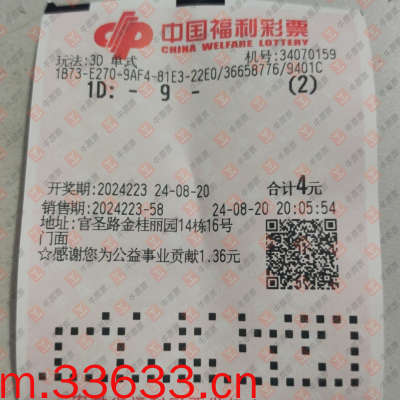 中国福利彩票
CHINA WELFARE LOTTERY
玩法:3D 单式 机号:34070159
1B73-E270-9AF4-81E3-22E0/36658776/9401C
1D: - 9 - (2)
开奖期:2024223 24-08-20 合计4元
销售期:2024223-58 24-08-20 20:05:54
地址:官圣路金桂丽园14栋16号
门面
☆感谢您为公益事业贡献1.36元
m.33633.cn